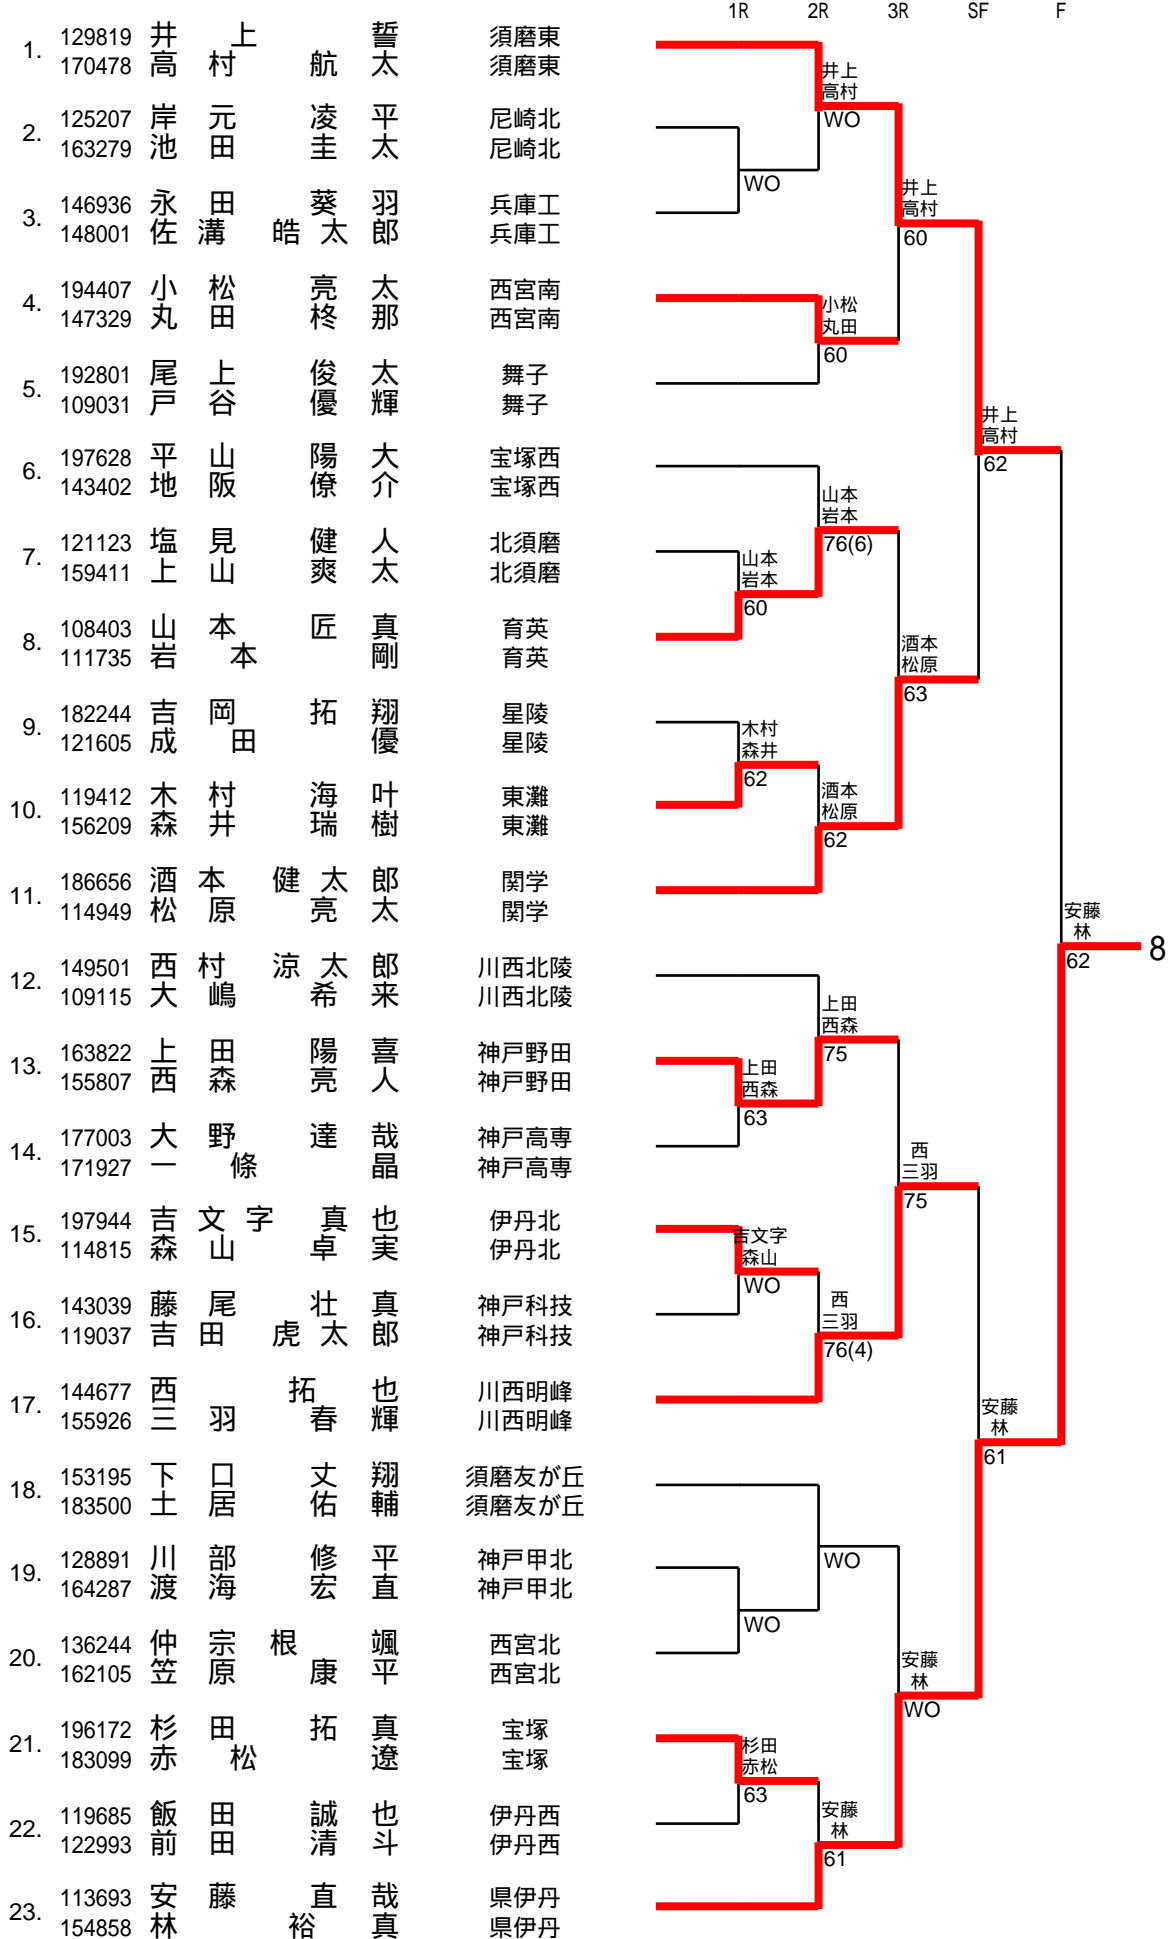 1R 2R 3R SF F
1. 129819 井上 誓 須磨東
170478 高村 航太 須磨東
2. 125207 岸元 凌平 尼崎北
163279 池田 圭太 尼崎北
3. 146936 永田 葵羽 兵庫工
148001 佐溝 皓太郎 兵庫工
4. 194407 小松 亮太 西宮南
147329 丸田 柊那 西宮南
5. 192801 尾上 俊太 舞子
109031 戸谷 優輝 舞子
6. 197628 平山 陽大 宝塚西
143402 地阪 僚介 宝塚西
7. 121123 塩見 健人 北須磨
159411 上山 爽太 北須磨
8. 108403 山本 匠真 育英
111735 岩本 剛 育英
9. 182244 吉岡 拓翔 星陵
121605 成田 優 星陵
10. 119412 木村 海叶 東灘
156209 森井 瑞樹 東灘
11. 186656 酒本 健太郎 関学
114949 松原 亮太 関学
12. 149501 西村 涼太郎 川西北陵
109115 大嶋 希来 川西北陵
13. 163822 上田 陽喜 神戸野田
155807 西森 亮人 神戸野田
14. 177003 大野 達哉 神戸高専
171927 一條 晶 神戸高専
15. 197944 吉文字 真也 伊丹北
114815 森山 卓実 伊丹北
16. 143039 藤尾 壮真 神戸科技
119037 吉田 虎太郎 神戸科技
17. 144677 西 拓也 川西明峰
155926 三羽 春輝 川西明峰
18. 153195 下口 丈翔 須磨友が丘
183500 土居 佑輔 須磨友が丘
19. 128891 川部 修平 神戸甲北
164287 渡海 宏直 神戸甲北
20. 136244 仲宗根 颯 西宮北
162105 笠原 康平 西宮北
21. 196172 杉田 拓真 宝塚
183099 赤松 遼 宝塚
22. 119685 飯田 誠也 伊丹西
122993 前田 清斗 伊丹西
23. 113693 安藤 直哉 県伊丹
154858 林 裕真 県伊丹
WO
山本
岩本
60
木村
森井
62
上田
西森
63
吉文字
森山
WO
WO
杉田
赤松
63
井上
高村
WO
小松
丸田
60
山本
岩本
76(6)
酒本
松原
62
上田
西森
75
西
三羽
76(4)
WO
安藤
林
61
井上
高村
60
酒本
松原
63
西
三羽
75
安藤
林
WO
井上
高村
62
安藤
林
61
安藤
林
62
8